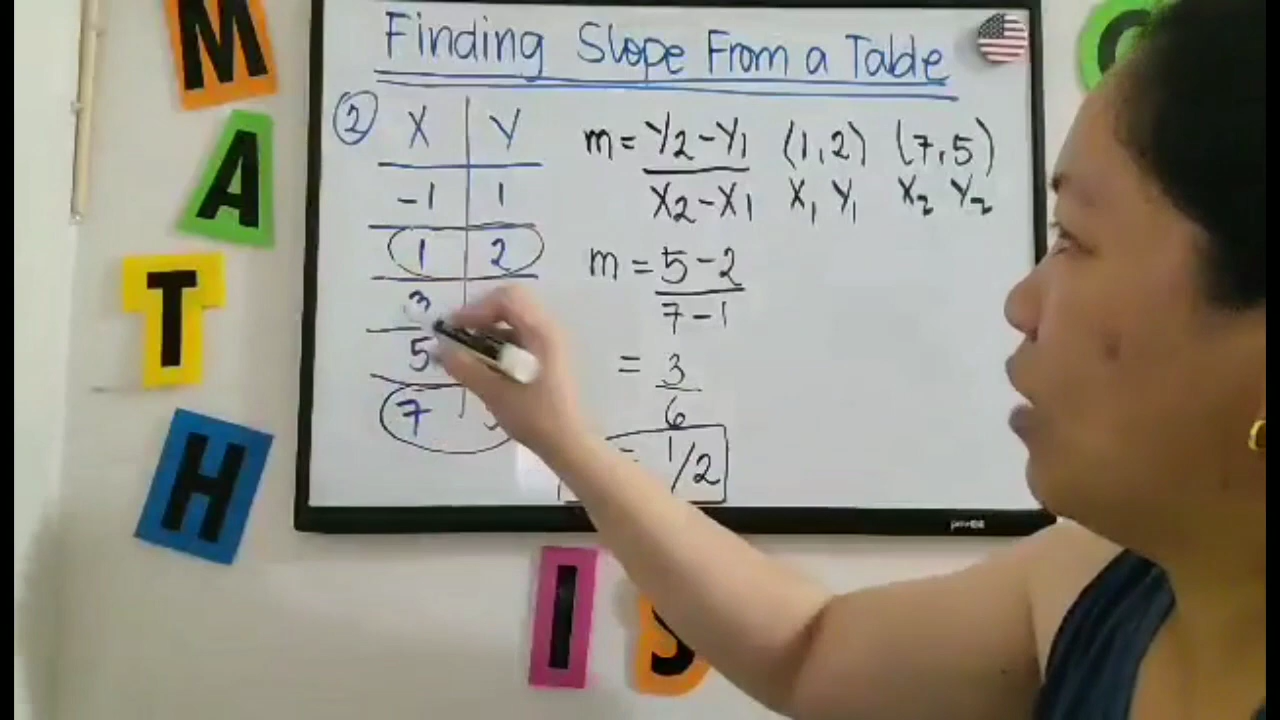 Finding Slope From a Table
2 X Y
-1 1
1 2
3
5
7
m = Y2 - Y1 / X2 - X1
(1, 2) (7, 5)
X1 Y1 X2 Y2
m = 5 - 2 / 7 - 1
= 3 / 6
1/2
M
A
T
H
I
S